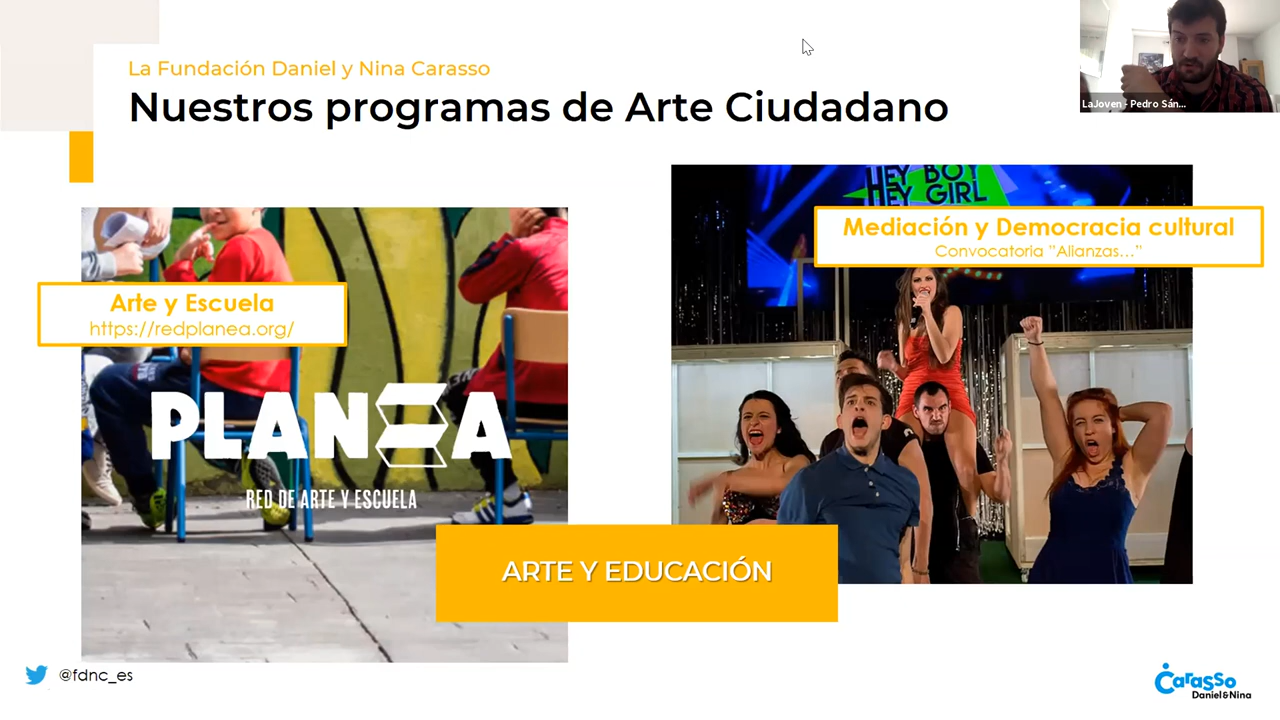 La Fundación Daniel y Nina Carasso
Nuestros programas de Arte Ciudadano
LaJoven - Pedro Sán...
HEY BOY
HEY GIRL
Mediación y Democracia cultural
Convocatoria ”Alianzas…”
Arte y Escuela
https://redplanea.org/
PLANEA
RED DE ARTE Y ESCUELA
ARTE Y EDUCACIÓN
@fdnc_es
Carasso
Daniel&Nina